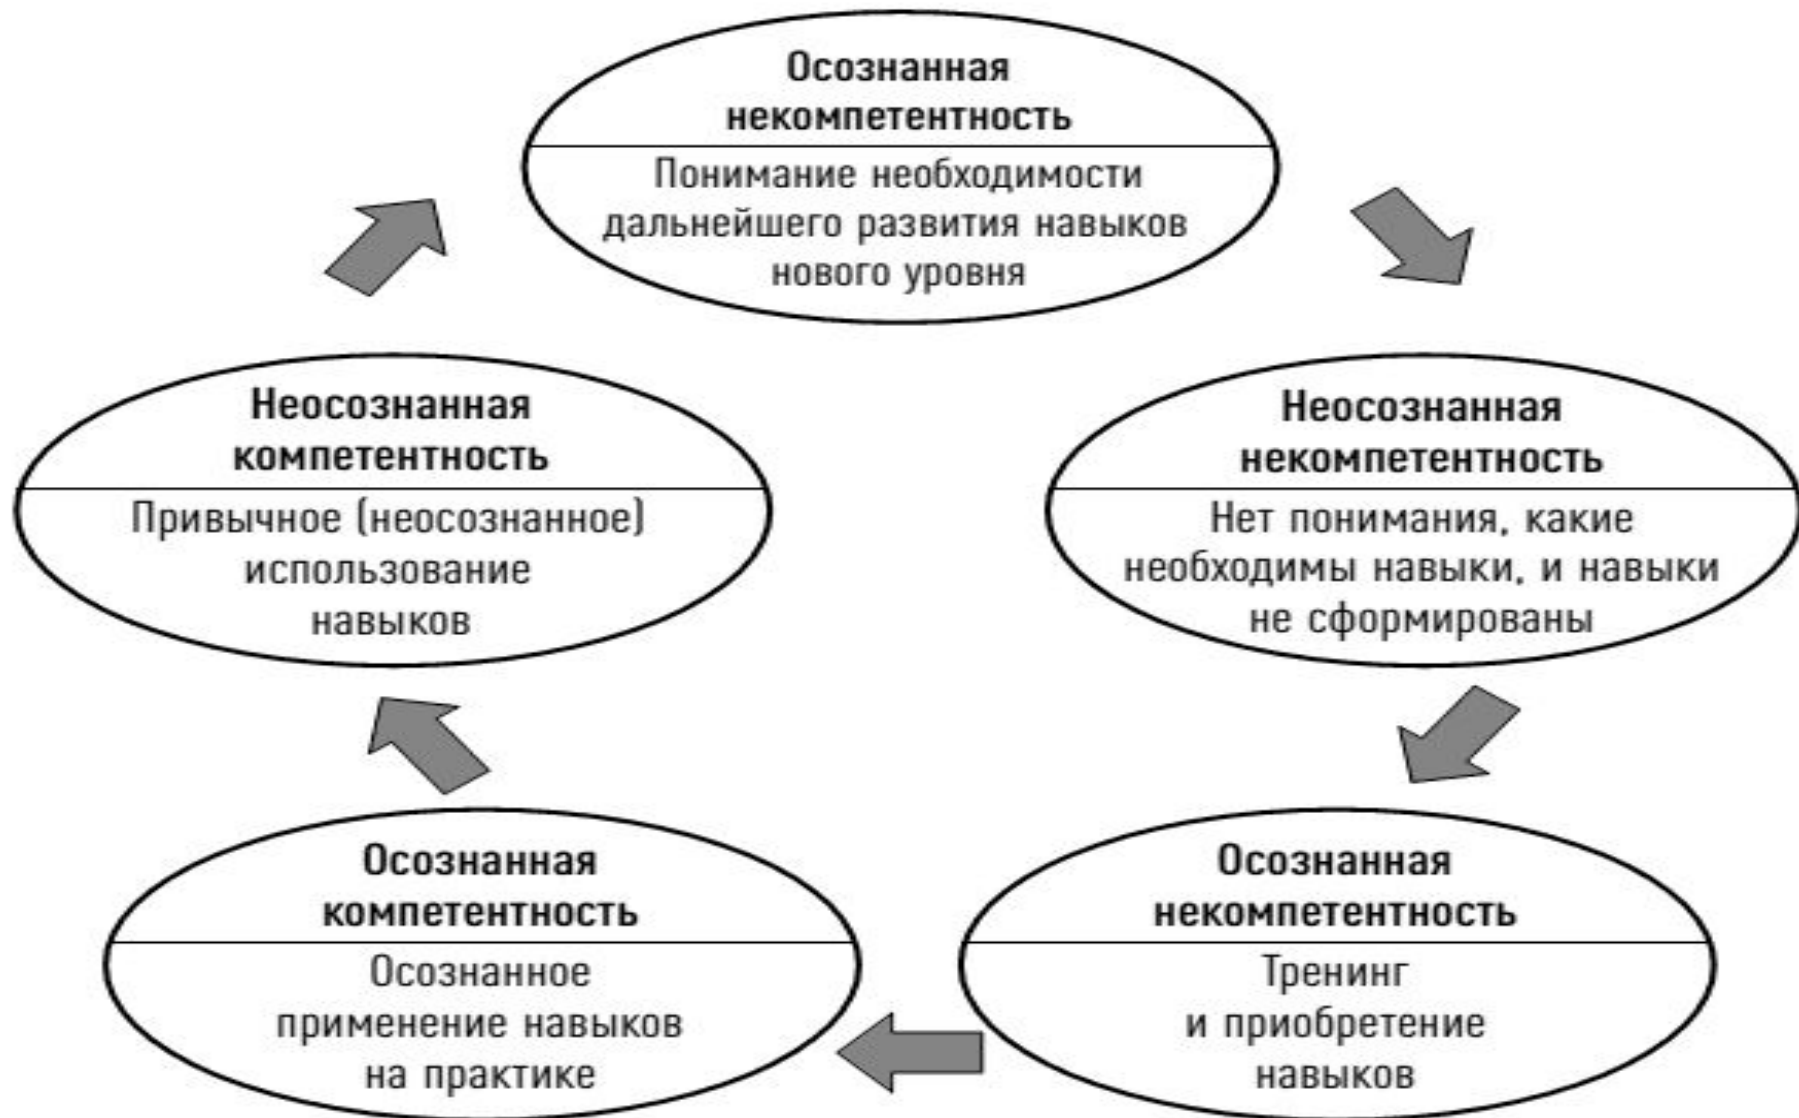 Осознанная
некомпетентность
Понимание необходимости
дальнейшего развития навыков
нового уровня
Неосознанная
компетентность
Привычное (неосознанное)
использование
навыков
Неосознанная
некомпетентность
Нет понимания, какие
необходимы навыки, и навыки
не сформированы
Осознанная
компетентность
Осознанное
применение навыков
на практике
Осознанная
некомпетентность
Тренинг
и приобретение
навыков